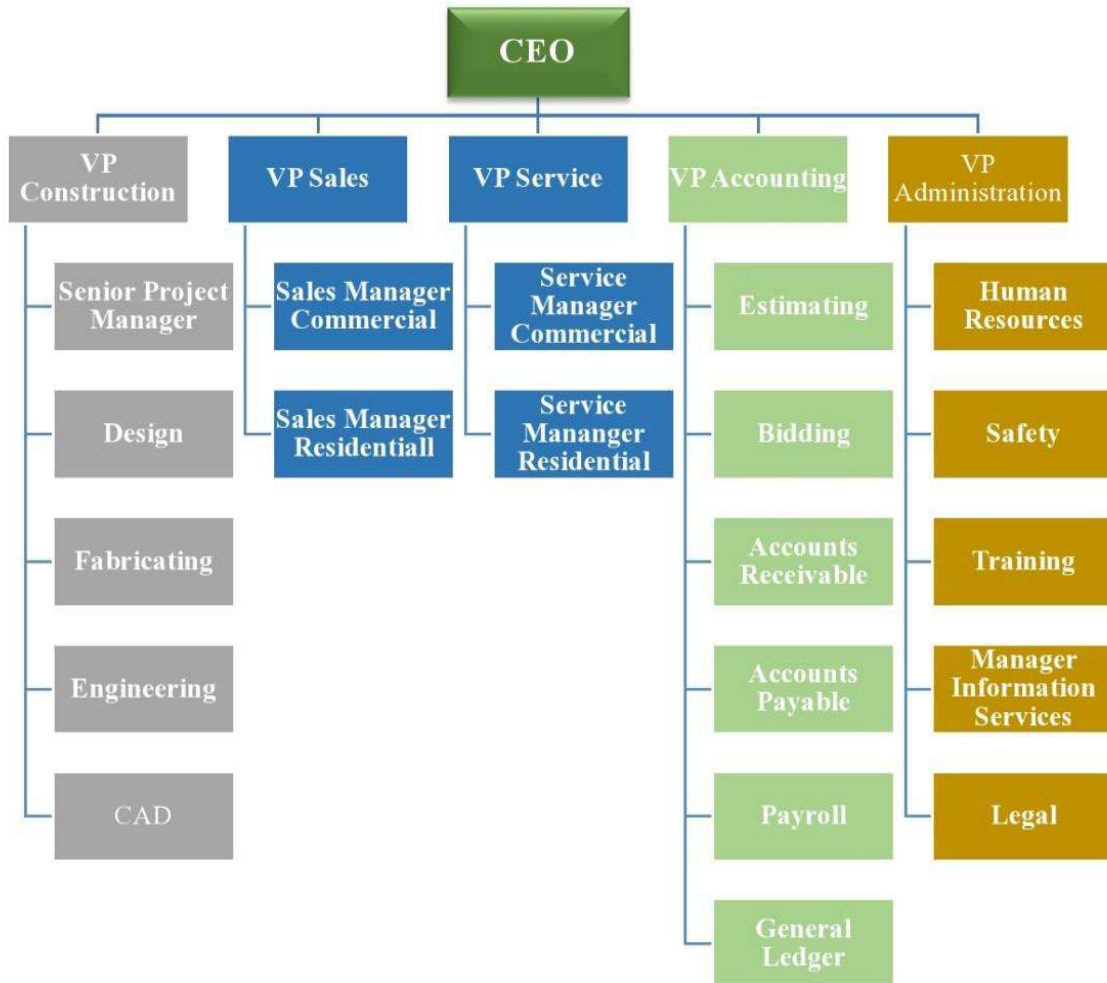 CEO
VP
Construction
VP Sales
VP Service
VP Accounting
VP
Administration
Senior Project
Manager
Sales Manager
Commercial
Service
Manager
Commercial
Estimating
Human
Resources
Design
Sales Manager
Residentiall
Service
Mananger
Residential
Bidding
Safety
Fabricating
Accounts
Receivable
Training
Engineering
Accounts
Payable
Manager
Information
Services
CAD
Payroll
Legal
General
Ledger